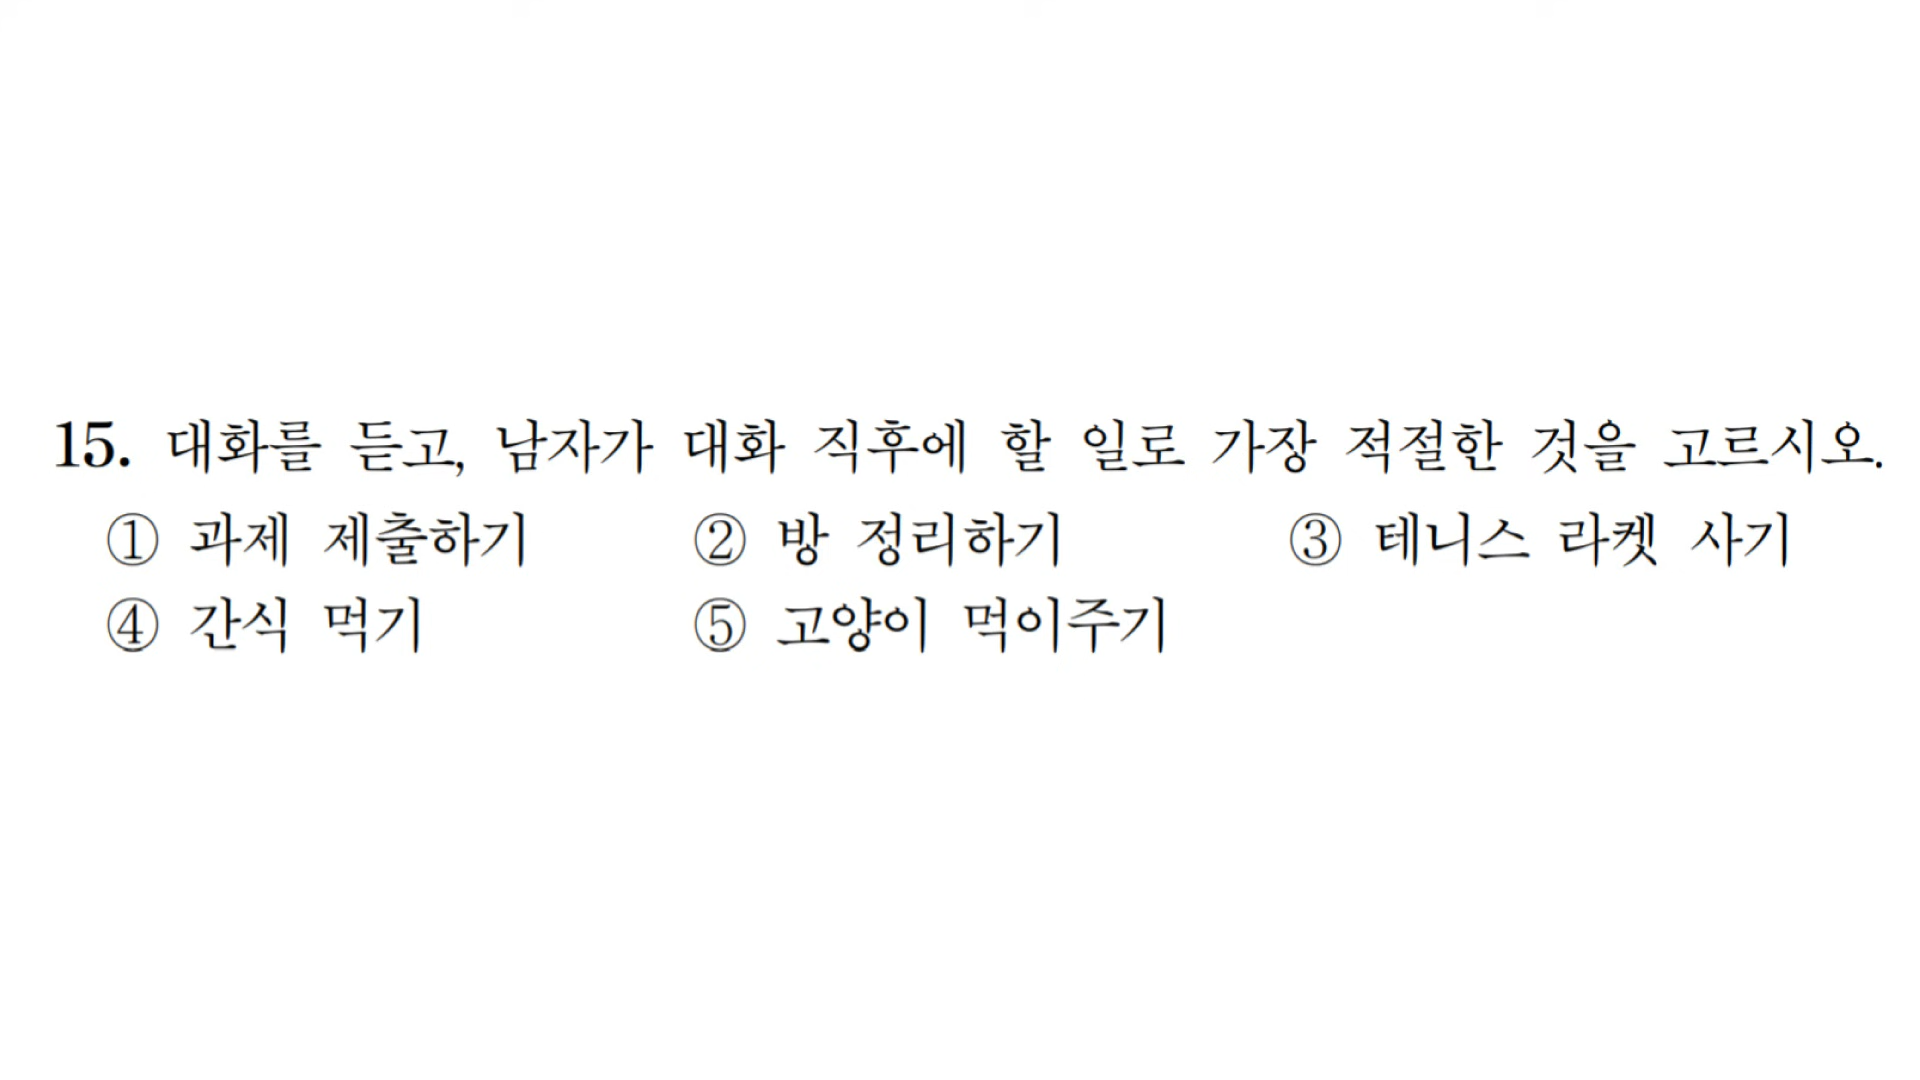 15. 대화를 듣고, 남자가 대화 직후에 할 일로 가장 적절한 것을 고르시오.
① 과제 제출하기 ② 방 정리하기 ③ 테니스 라켓 사기
④ 간식 먹기 ⑤ 고양이 먹이주기